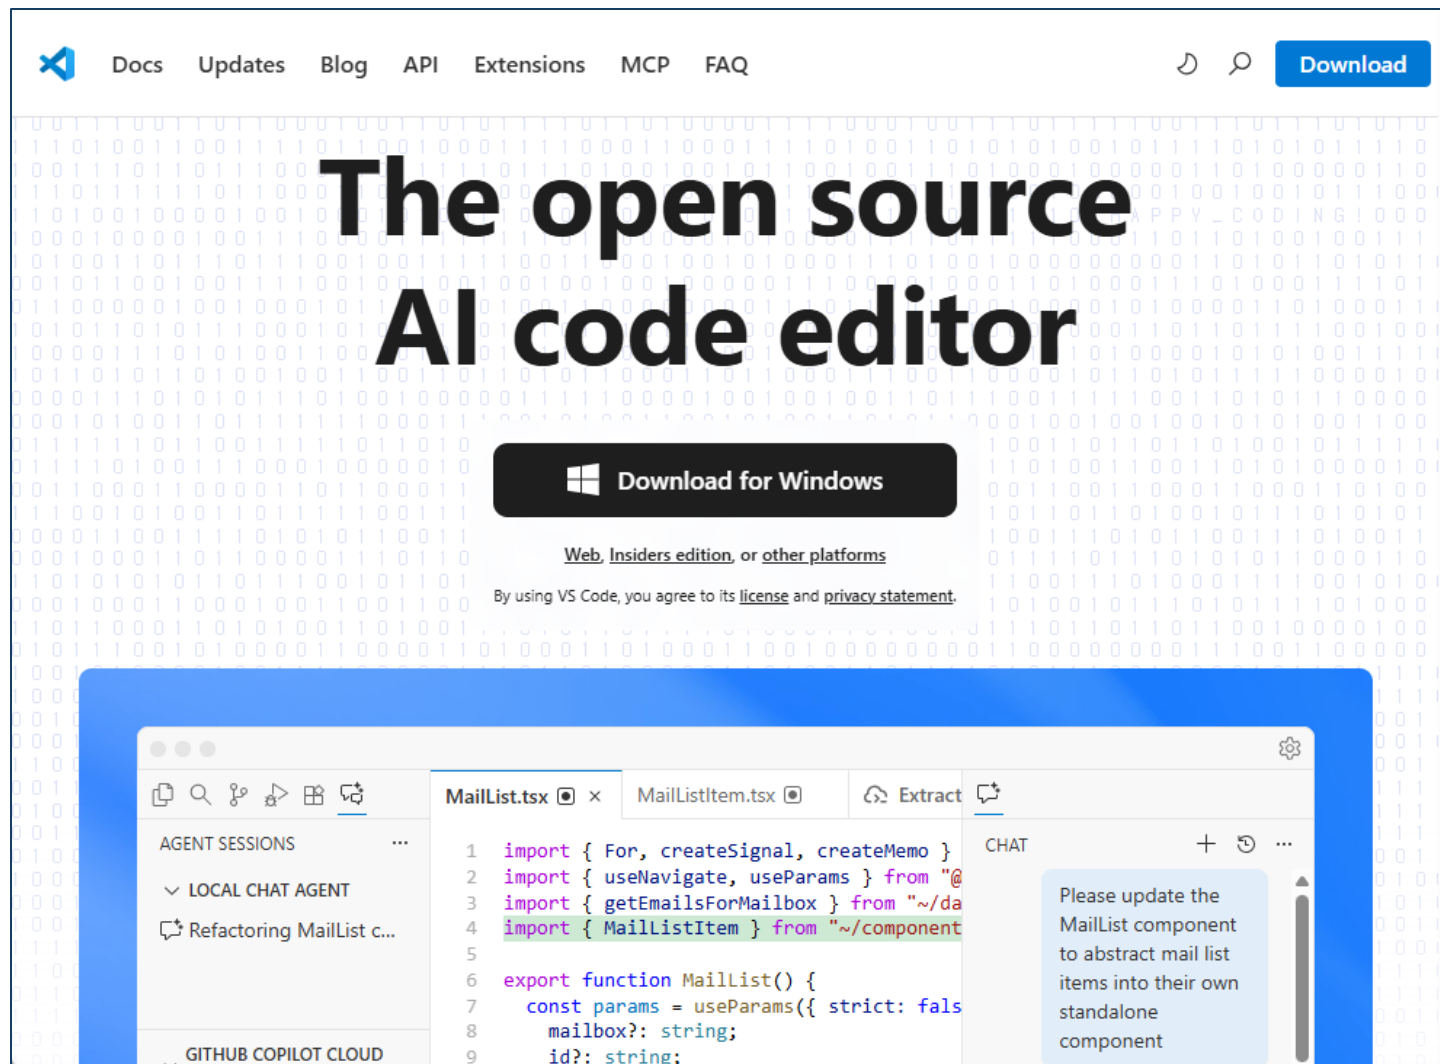 Docs Updates Blog API Extensions MCP FAQ Download
The open source
AI code editor
APPY_CODING!
Download for Windows
Web, Insiders edition, or other platforms
By using VS Code, you agree to its license and privacy statement.
MailList.tsx
MailListItem.tsx
Extract
AGENT SESSIONS
LOCAL CHAT AGENT
Refactoring MailList c...
GITHUB COPILOT CLOUD
1 import { For, createSignal, createMemo }
2 import { useNavigate, useParams } from "@
3 import { getEmailsForMailbox } from "~/da
4 import { MailListItem } from "~/component
5
6 export function MailList() {
7 const params = useParams({ strict: fals
8 mailbox?: string;
9 id?: string;
CHAT
Please update the
MailList component
to abstract mail list
items into their own
standalone
component